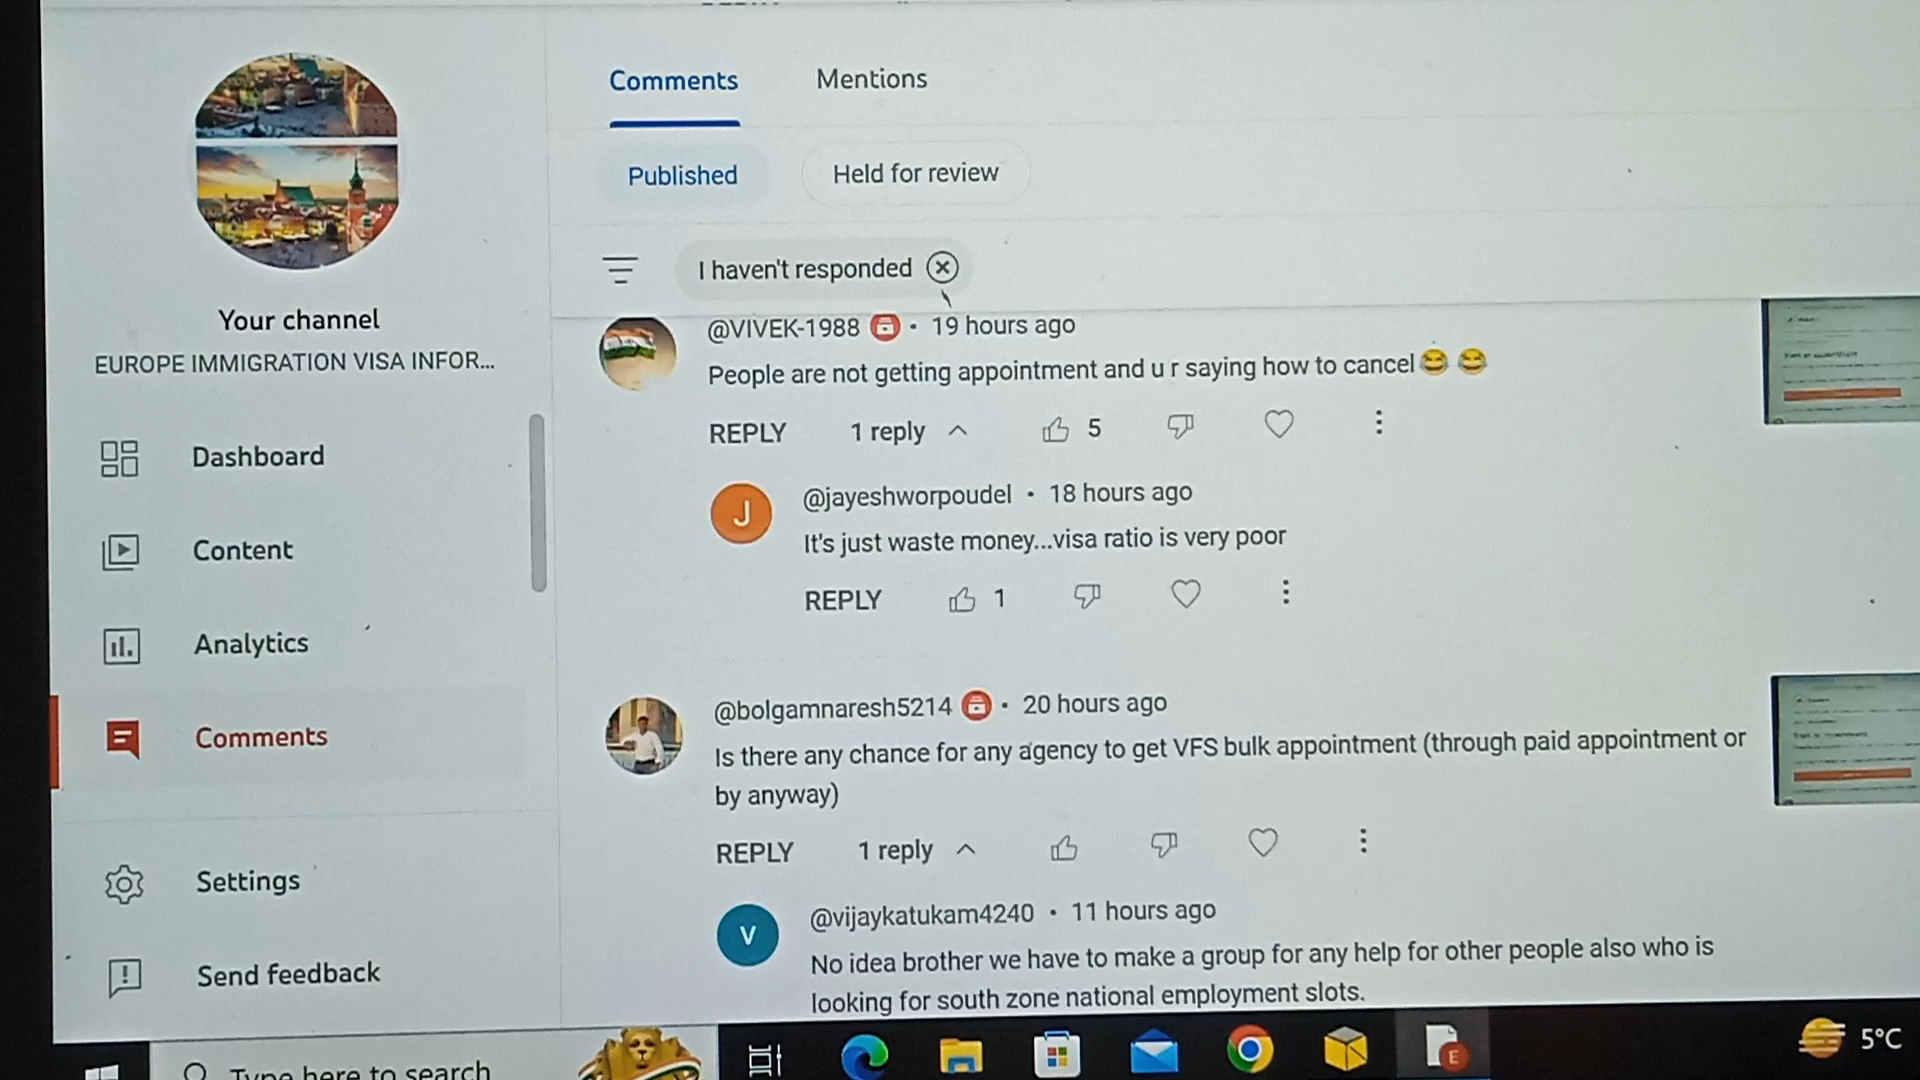 Comments
Mentions
Published
Held for review
I haven't responded
Your channel
EUROPE IMMIGRATION VISA INFOR...
Dashboard
Content
Analytics
Comments
Settings
Send feedback
@VIVEK-1988 • 19 hours ago
People are not getting appointment and u r saying how to cancel😂 😂
REPLY 1 reply 5
J
@jayeshworpoudel • 18 hours ago
It's just waste money...visa ratio is very poor
REPLY 1
@bolgamnaresh5214 • 20 hours ago
Is there any chance for any agency to get VFS bulk appointment (through paid appointment or
by anyway)
REPLY 1 reply
V
@vijaykatukam4240 • 11 hours ago
No idea brother we have to make a group for any help for other people also who is
looking for south zone national employment slots.
Type here to search
E
5°C